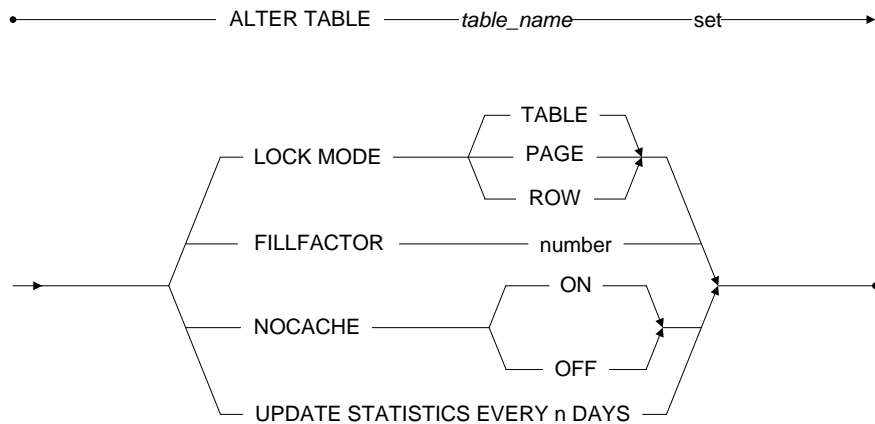 ALTER TABLE table_name set
TABLE
LOCK MODE PAGE
ROW
FILLFACTOR number
ON
NOCACHE
OFF
UPDATE STATISTICS EVERY n DAYS